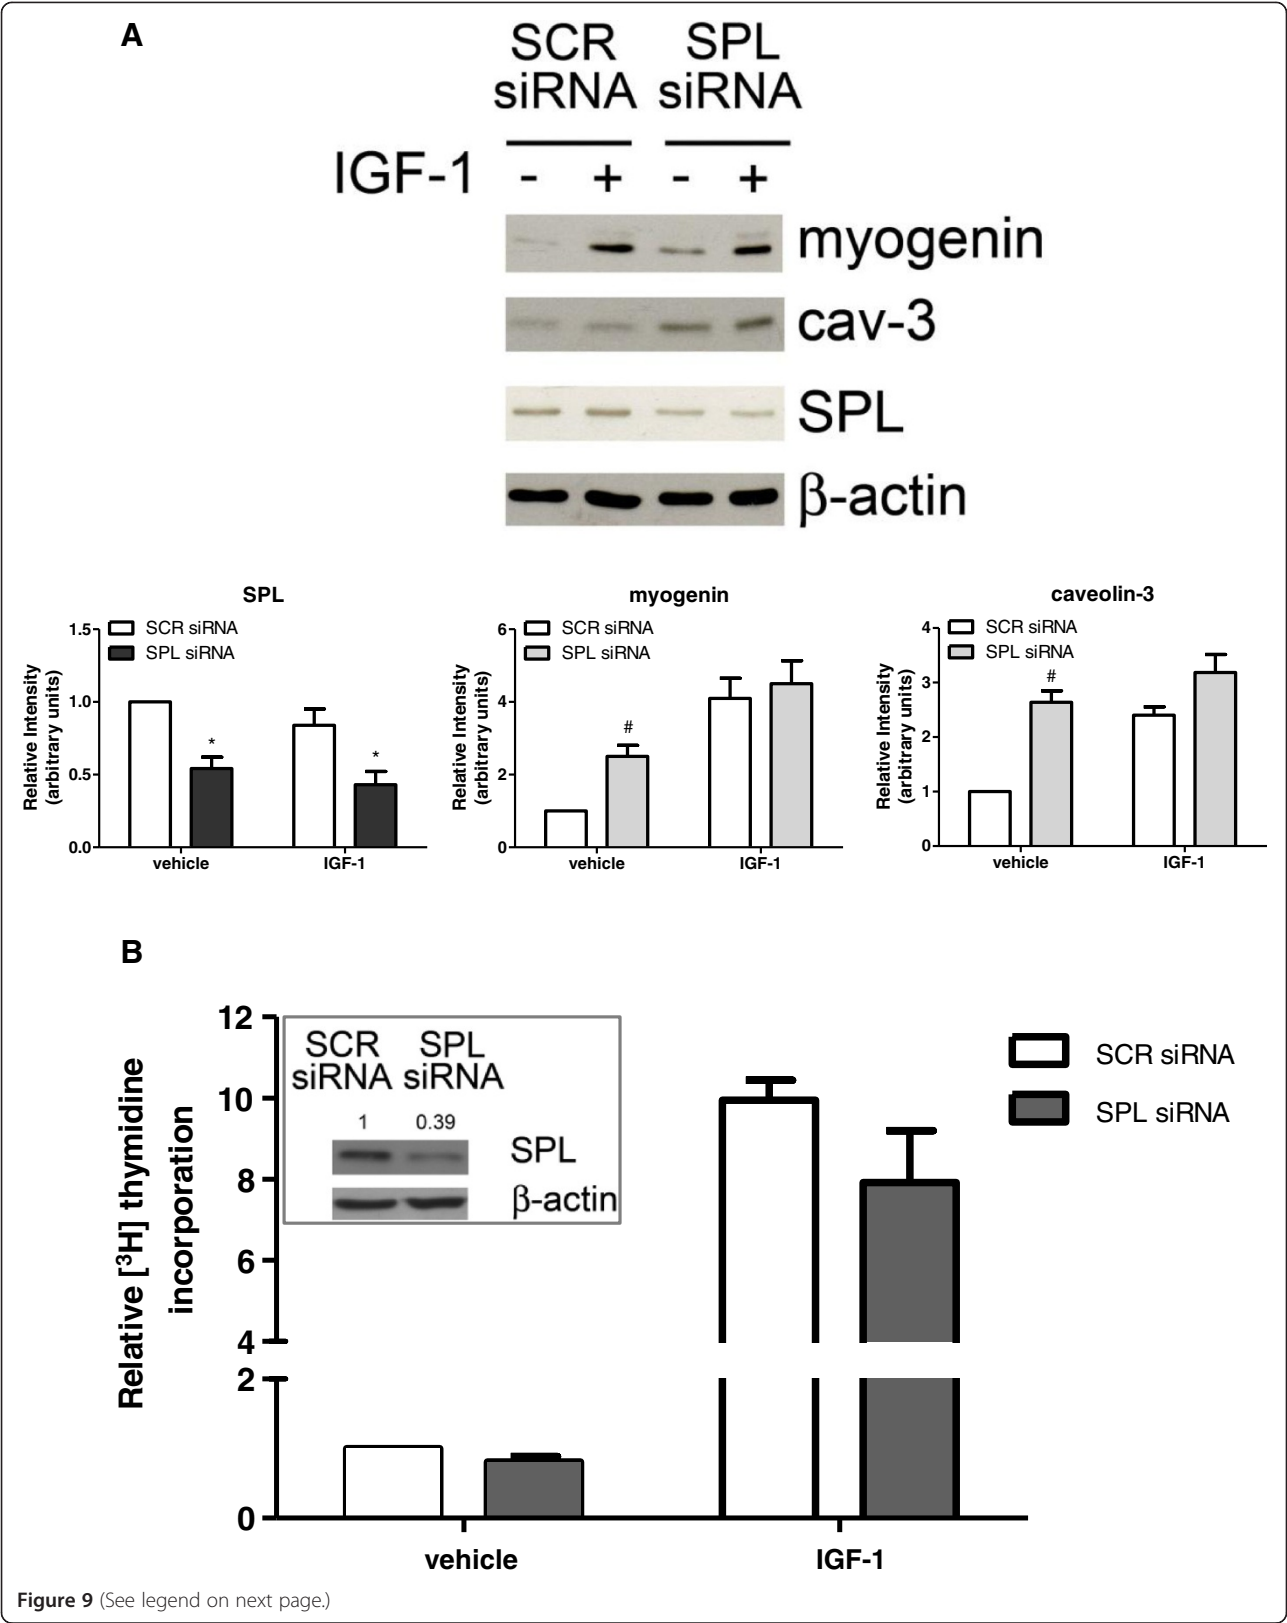 A
SCR siRNA SPL siRNA
IGF-1 - + - +
myogenin
cav-3
SPL
β-actin
SPL
SCR siRNA
SPL siRNA
Relative Intensity
(arbitrary units)
1.5
1.0
0.5
0.0
*
*
vehicle IGF-1
myogenin
SCR siRNA
SPL siRNA
Relative Intensity
(arbitrary units)
6
4
2
0
#
vehicle IGF-1
caveolin-3
SCR siRNA
SPL siRNA
Relative Intensity
(arbitrary units)
4
3
2
1
0
#
vehicle IGF-1
B
Relative [³H] thymidine
incorporation
12
10
8
6
4
2
0
SCR siRNA SPL siRNA
1 0.39
SPL
β-actin
SCR siRNA
SPL siRNA
vehicle IGF-1
Figure 9 (See legend on next page.)